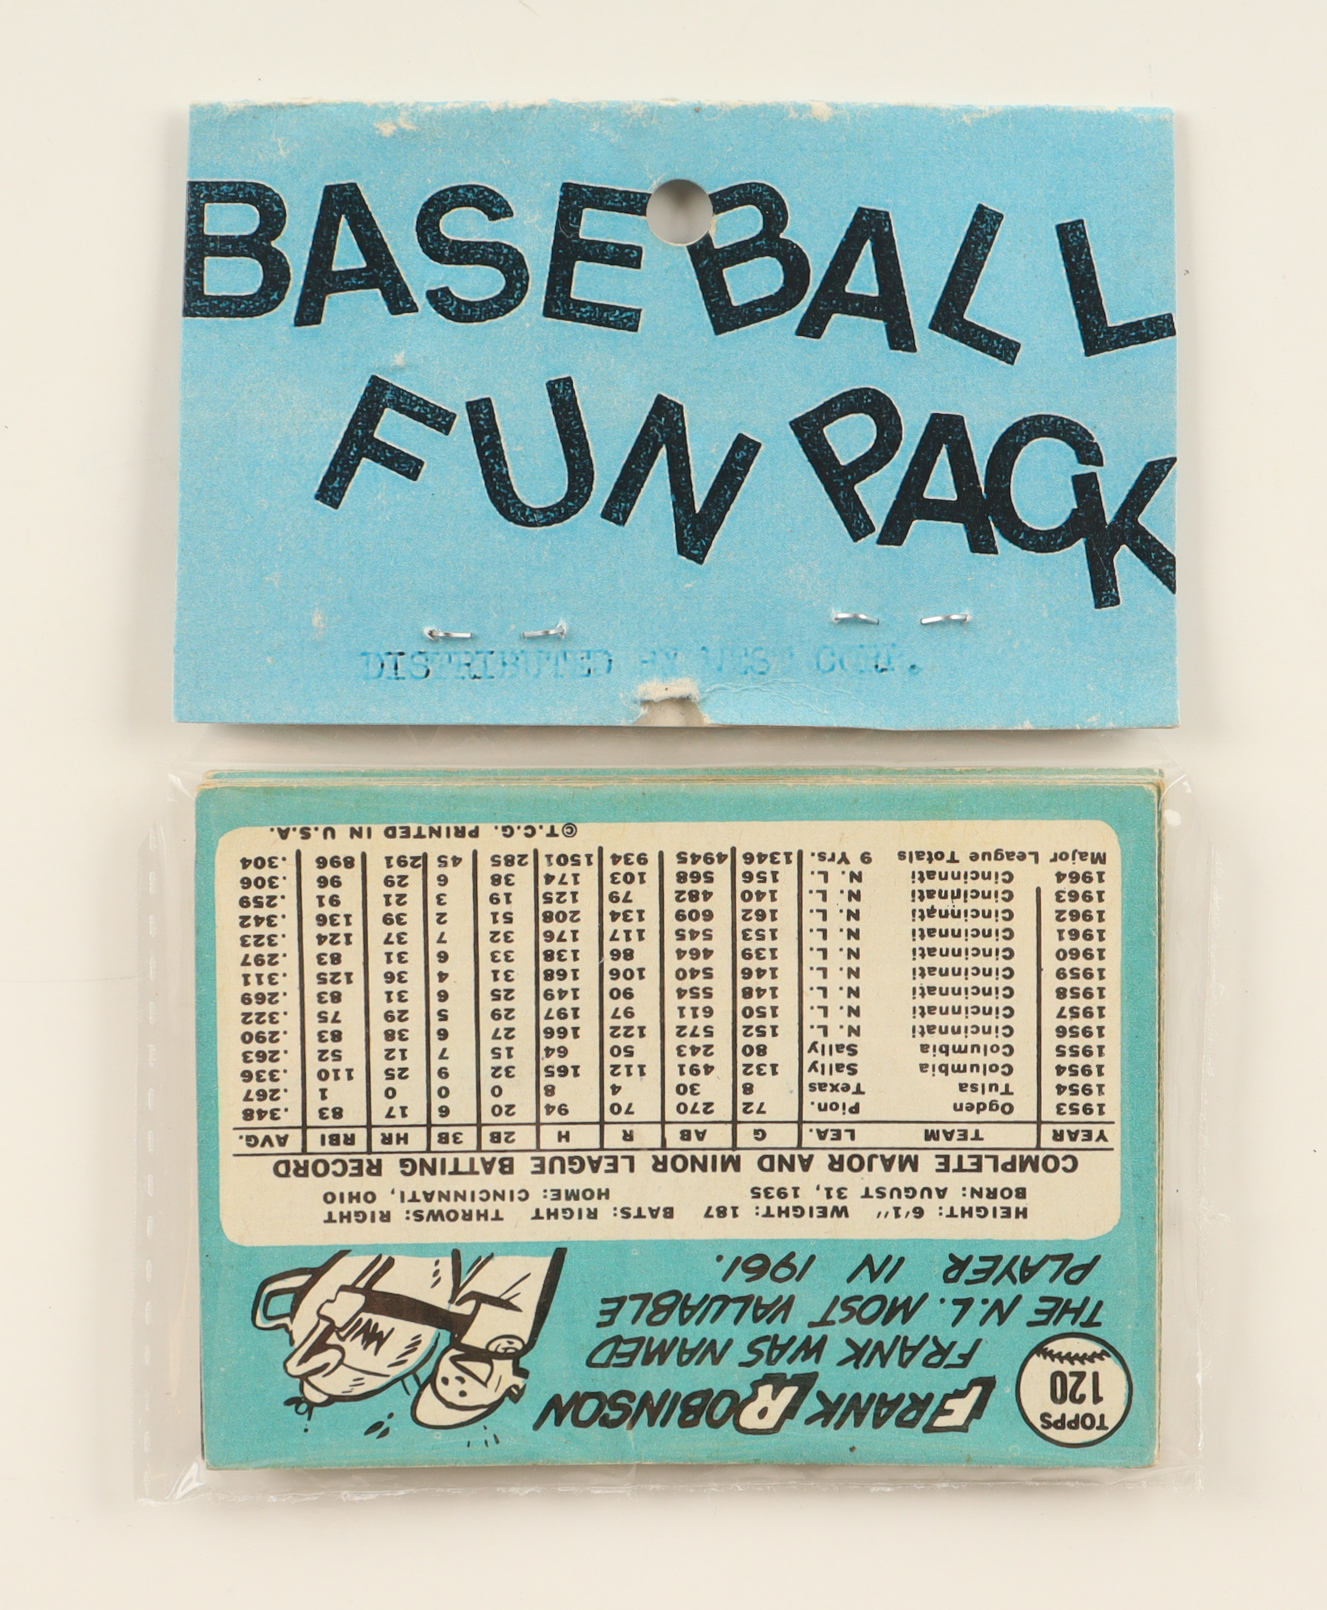 BASEBALL
FUN PACK
DISTRIBUTED BY WEST CORP.
TOPPS
120
FRANK ROBINSON
FRANK WAS NAMED
THE N.L. MOST VALUABLE
PLAYER IN 1961.
HEIGHT: 6'1" WEIGHT: 187 BATS: RIGHT THROWS: RIGHT
BORN: AUGUST 31, 1935 HOME: CINCINNATI, OHIO
COMPLETE MAJOR AND MINOR LEAGUE BATTING RECORD
YEAR TEAM LEA. G AB R H 2B 3B HR RBI AVG.
1953 Ogden Pion. 72 270 70 94 20 6 17 83 .348
1954 Tulsa Texas 8 30 4 8 0 0 0 1 .267
1954 Columbia Sally 132 491 112 165 32 9 25 110 .336
1955 Columbia Sally 80 243 50 64 15 7 12 52 .263
1956 Cincinnati N. L. 152 572 122 166 27 6 38 83 .290
1957 Cincinnati N. L. 150 611 97 197 29 5 29 75 .322
1958 Cincinnati N. L. 148 554 90 149 25 6 31 83 .269
1959 Cincinnati N. L. 146 540 106 168 31 4 36 125 .311
1960 Cincinnati N. L. 139 464 86 138 33 6 31 83 .297
1961 Cincinnati N. L. 153 545 117 176 32 7 37 124 .323
1962 Cincinnati N. L. 162 609 134 208 51 2 39 136 .342
1963 Cincinnati N. L. 140 482 79 125 19 3 21 91 .259
1964 Cincinnati N. L. 156 568 103 174 38 6 29 96 .306
Major League Totals 9 Yrs. 1346 4945 934 1501 285 45 291 896 .304
©T.C.G. PRINTED IN U.S.A.